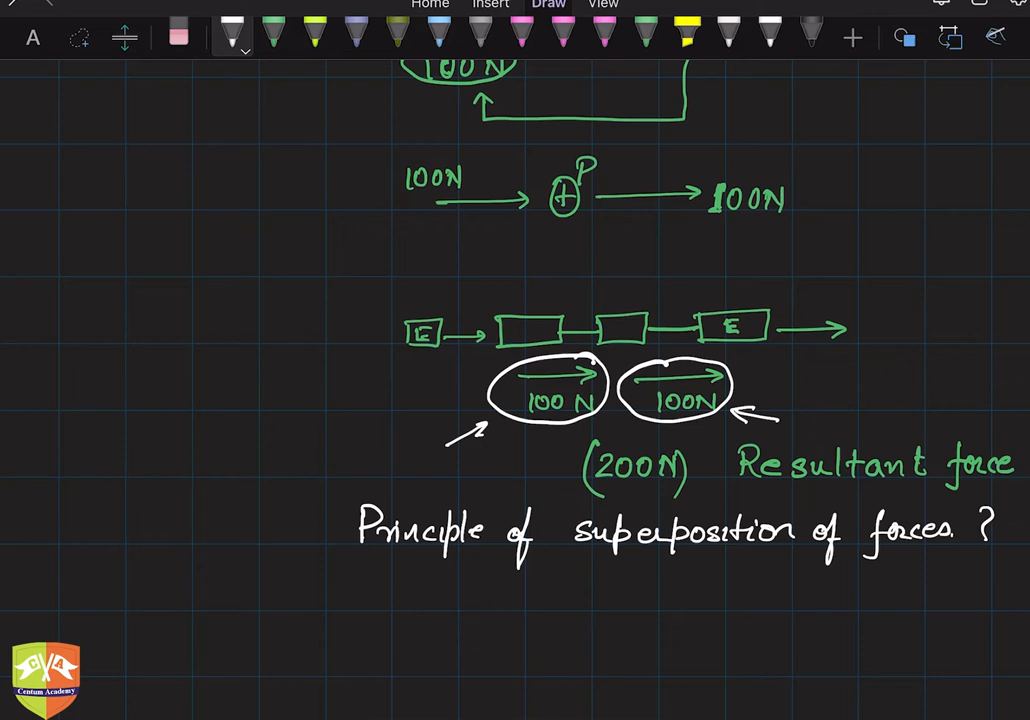 Home Insert Draw View
A
100N
100N + P 100N
E E
100 N 100N
(200N) Resultant force
Principle of superposition of forces. ?
C A
Centum Academy